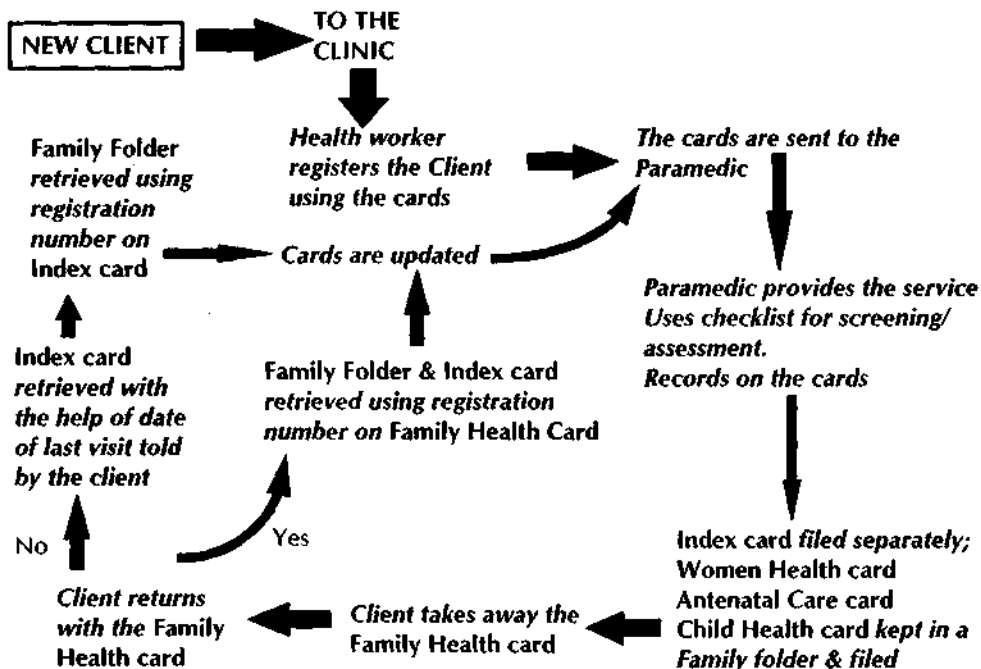 NEW CLIENT
TO THE
CLINIC
Health worker
registers the Client
using the cards
The cards are sent to the
Paramedic
Family Folder
retrieved using
registration
number on
Index card
Cards are updated
Paramedic provides the service
Uses checklist for screening/
assessment.
Records on the cards
Index card
retrieved with
the help of date
of last visit told
by the client
Family Folder & Index card
retrieved using registration
number on Family Health Card
No
Yes
Index card filed separately;
Women Health card
Antenatal Care card
Child Health card kept in a
Family folder & filed
Client takes away the
Family Health card
Client returns
with the Family
Health card